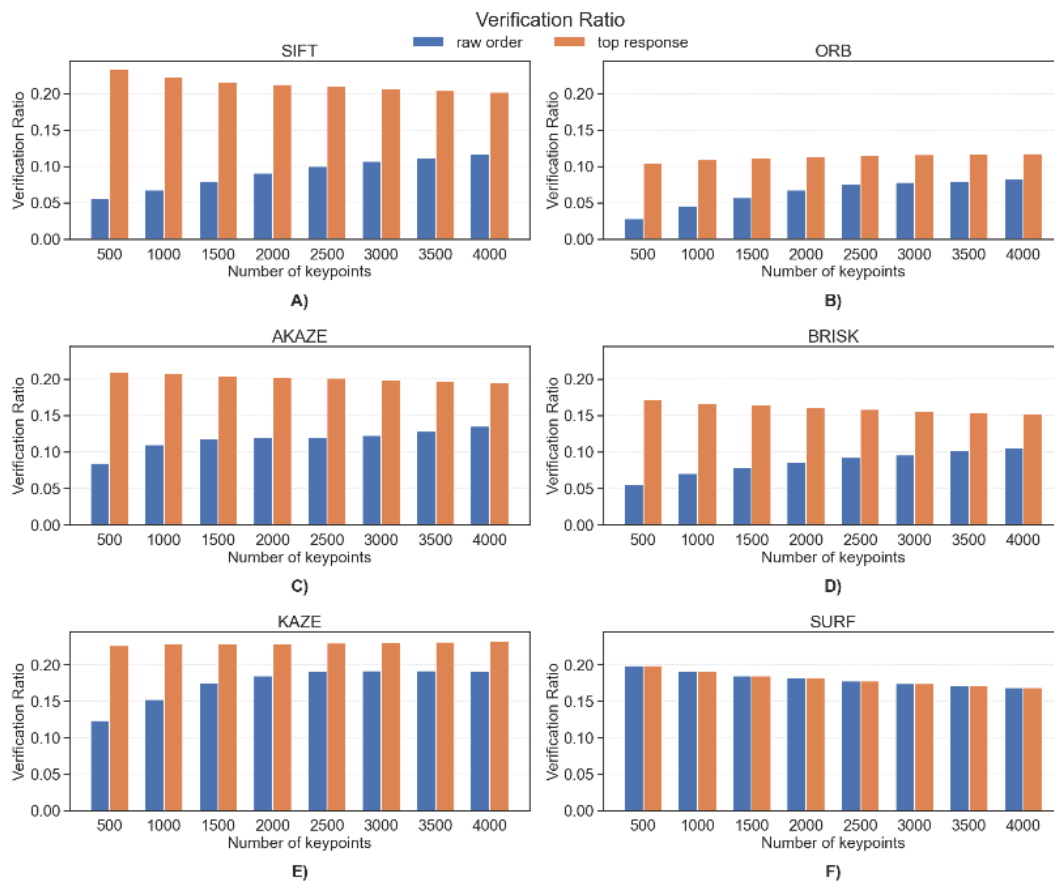 Verification Ratio
raw order top response
SIFT
Verification Ratio
0.20
0.15
0.10
0.05
0.00
500 1000 1500 2000 2500 3000 3500 4000
Number of keypoints
A)
ORB
Verification Ratio
0.20
0.15
0.10
0.05
0.00
500 1000 1500 2000 2500 3000 3500 4000
Number of keypoints
B)
AKAZE
Verification Ratio
0.20
0.15
0.10
0.05
0.00
500 1000 1500 2000 2500 3000 3500 4000
Number of keypoints
C)
BRISK
Verification Ratio
0.20
0.15
0.10
0.05
0.00
500 1000 1500 2000 2500 3000 3500 4000
Number of keypoints
D)
KAZE
Verification Ratio
0.20
0.15
0.10
0.05
0.00
500 1000 1500 2000 2500 3000 3500 4000
Number of keypoints
E)
SURF
Verification Ratio
0.20
0.15
0.10
0.05
0.00
500 1000 1500 2000 2500 3000 3500 4000
Number of keypoints
F)